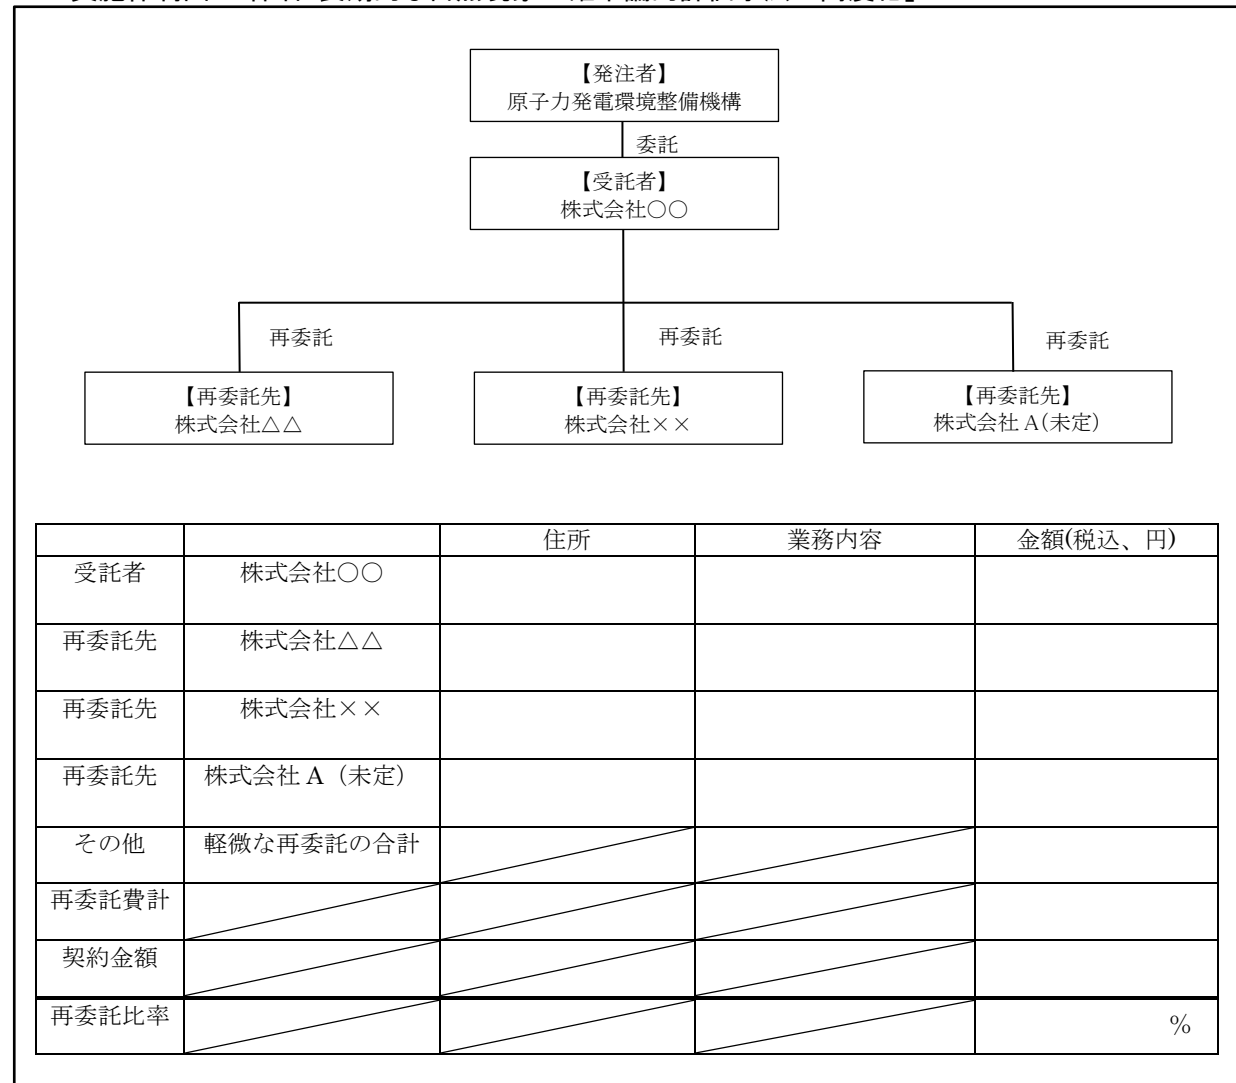 【発注者】
原子力発電環境整備機構
委託
【受託者】
株式会社○○
再委託
再委託
再委託
【再委託先】
株式会社△△
【再委託先】
株式会社××
【再委託先】
株式会社 A(未定)
住所 業務内容 金額(税込、円)
受託者 株式会社○○
再委託先 株式会社△△
再委託先 株式会社××
再委託先 株式会社 A（未定）
その他 軽微な再委託の合計
再委託費計
契約金額
再委託比率 %